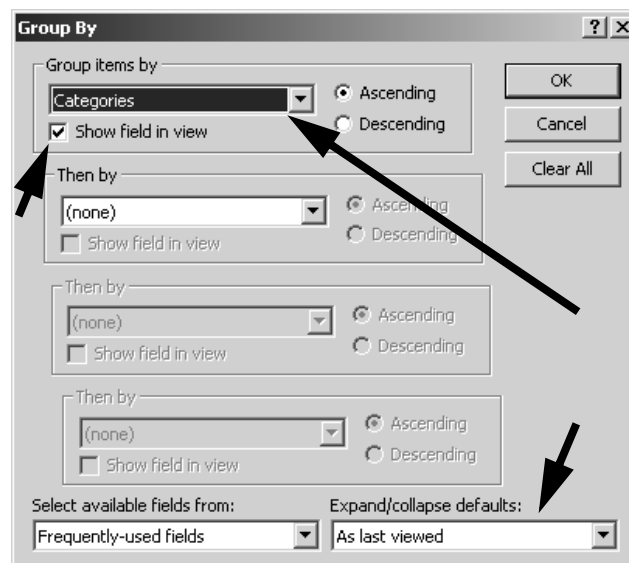 Group By
Group items by
Categories
Ascending
Descending
Show field in view
OK
Cancel
Clear All
Then by
(none)
Ascending
Descending
Show field in view
Then by
(none)
Ascending
Descending
Show field in view
Then by
(none)
Ascending
Descending
Show field in view
Select available fields from:
Frequently-used fields
Expand/collapse defaults:
As last viewed